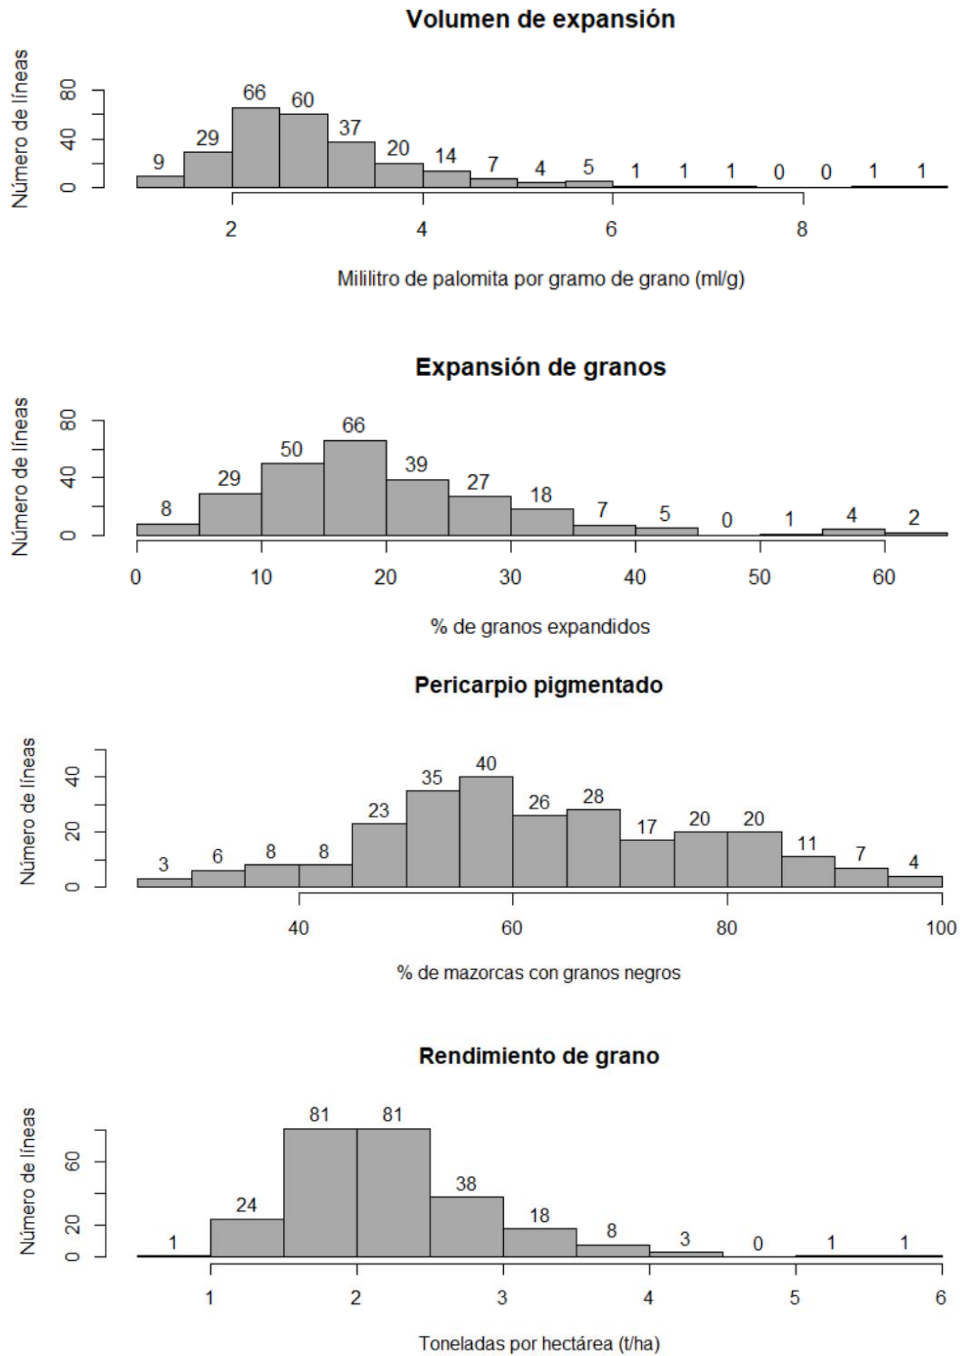 Volumen de expansión
Número de líneas
0 40 80
9 29 66 60 37 20 14 7 4 5 1 1 1 0 0 1 1
2 4 6 8
Mililitro de palomita por gramo de grano (ml/g)
Expansión de granos
Número de líneas
0 40 80
8 29 50 66 39 27 18 7 5 0 1 4 2
0 10 20 30 40 50 60
% de granos expandidos
Pericarpio pigmentado
Número de líneas
0 20 40
3 6 8 8 23 35 40 26 28 17 20 20 11 7 4
40 60 80 100
% de mazorcas con granos negros
Rendimiento de grano
Número de líneas
0 20 60
1 24 81 81 38 18 8 3 0 1 1
1 2 3 4 5 6
Toneladas por hectárea (t/ha)